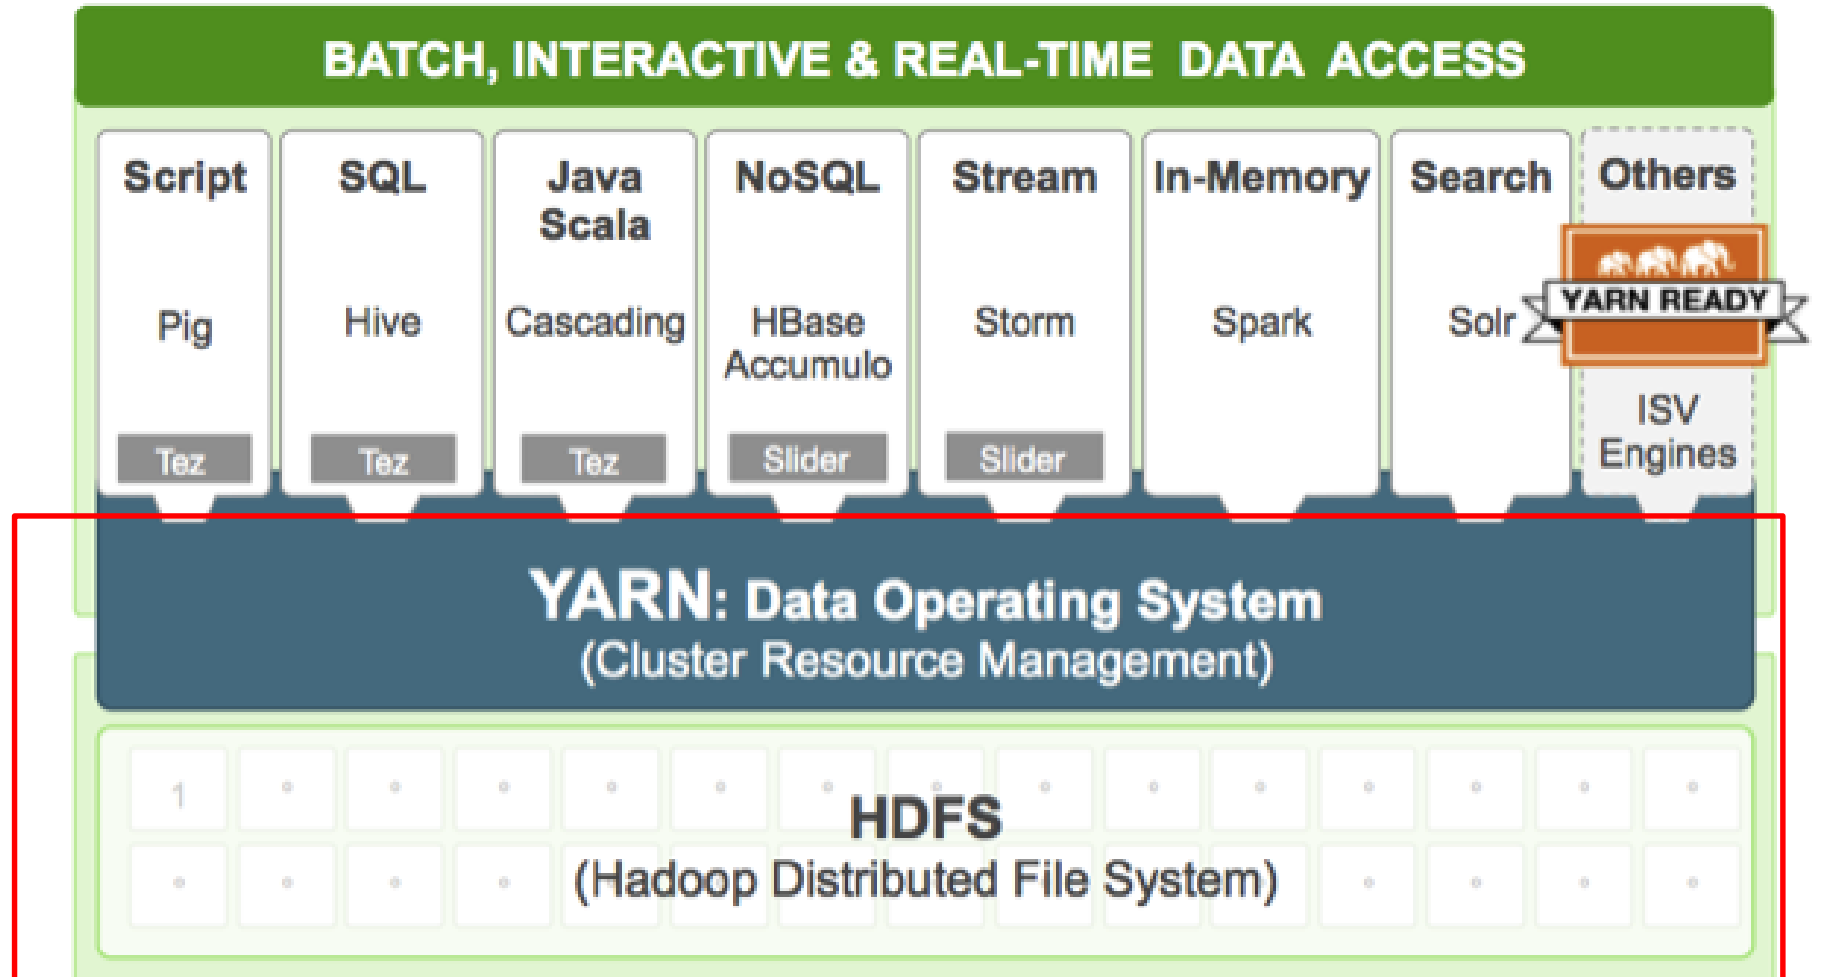 BATCH, INTERACTIVE & REAL-TIME DATA ACCESS
Script
Pig
Tez
SQL
Hive
Tez
Java
Scala
Cascading
Tez
NoSQL
HBase
Accumulo
Slider
Stream
Storm
Slider
In-Memory
Spark
Search
Solr
Others
YARN READY
ISV
Engines
YARN: Data Operating System
(Cluster Resource Management)
1
HDFS
(Hadoop Distributed File System)